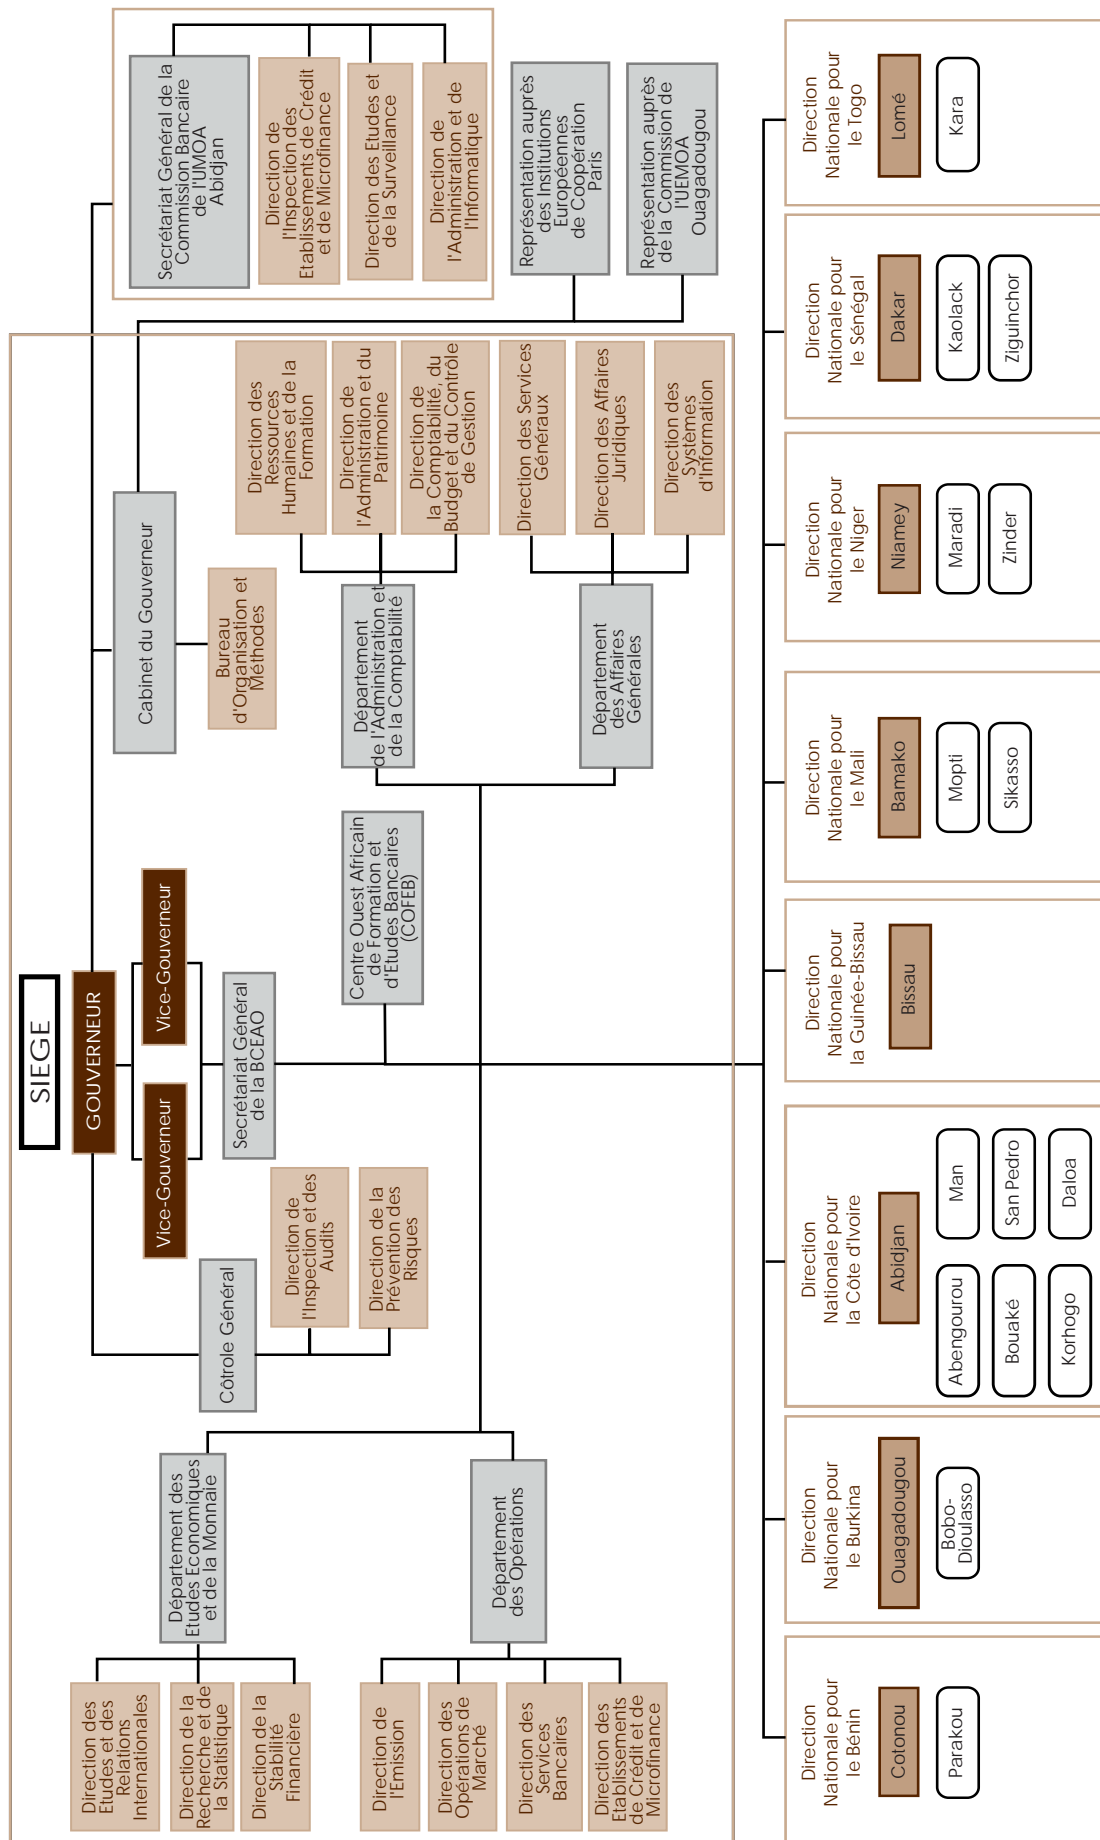 SIEGE
GOUVERNEUR
Vice-Gouverneur
Vice-Gouverneur
Secrétariat Général
de la BCEAO
Côtrole Général
Direction de
l'Inspection et des
Audits
Direction de la
Prévention des
Risques
Cabinet du Gouverneur
Bureau
d'Organisation et
Méthodes
Secrétariat Général de la
Commission Bancaire
de l'UMOA
Abidjan
Direction de
l'Inspection des
Etablissements de Crédit
et de Microfinance
Direction des Etudes et
de la Surveillance
Direction de
l'Administration et de
l'Informatique
Représentation auprès
des Institutions
Européennes
de Coopération
Paris
Représentation auprès
de la Commission de
l'UEMOA
Ouagadougou
Centre Ouest Africain
de Formation et
d'Etudes Bancaires
(COFEB)
Département des
Etudes Economiques
et de la Monnaie
Direction des
Etudes et des
Relations
Internationales
Direction de la
Recherche et de
la Statistique
Direction de la
Stabilité
Financière
Département
des Opérations
Direction de
l'Emission
Direction des
Opérations de
Marché
Direction des
Services
Bancaires
Direction des
Etablissements
de Crédit et de
Microfinance
Département
de l'Administration et
de la Comptabilité
Direction des
Ressources
Humaines et de la
Formation
Direction de
l'Administration et du
Patrimoine
Direction de
la Comptabilité, du
Budget et du Contrôle
de Gestion
Département
des Affaires
Générales
Direction des Services
Généraux
Direction des Affaires
Juridiques
Direction des
Systèmes
d'Information
Direction
Nationale pour
le Bénin
Cotonou
Parakou
Direction
Nationale pour
le Burkina
Ouagadougou
Bobo-
Dioulasso
Direction
Nationale pour
la Côte d'Ivoire
Abidjan
Abengourou
Man
Bouaké
San Pedro
Korhogo
Daloa
Direction
Nationale pour
la Guinée-Bissau
Bissau
Direction
Nationale pour
le Mali
Bamako
Mopti
Sikasso
Direction
Nationale pour
le Niger
Niamey
Maradi
Zinder
Direction
Nationale pour
le Sénégal
Dakar
Kaolack
Ziguinchor
Direction
Nationale pour
le Togo
Lomé
Kara